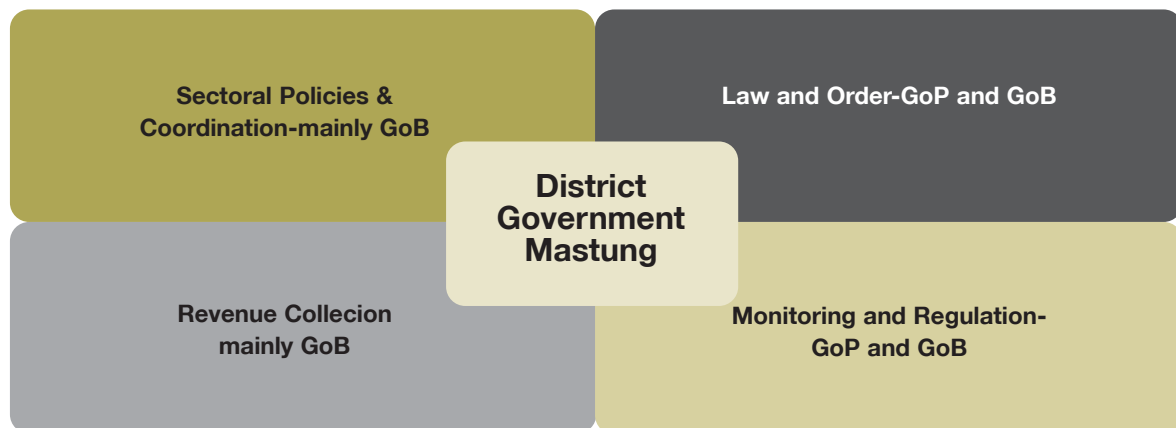 Sectoral Policies &
Coordination-mainly GoB
Law and Order-GoP and GoB
District
Government
Mastung
Revenue Collecion
mainly GoB
Monitoring and Regulation-
GoP and GoB